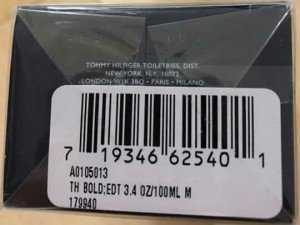 TOMMY HILFIGER TOILETRIES, DIST.
NEW YORK, N.Y. 10022
LONDON W1K 3BQ • PARIS • MILANO
7 19346 62540 1
A0105013
TH BOLD:EDT 3.4 OZ/100ML M
179940